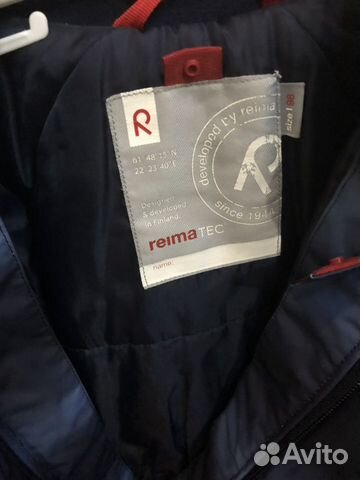 R
61°48'15"N
22°23'40"E
Designed
& developed
in Finland.
reimaTEC
name:
developed by reima
R
since 1944
size | 98
Avito